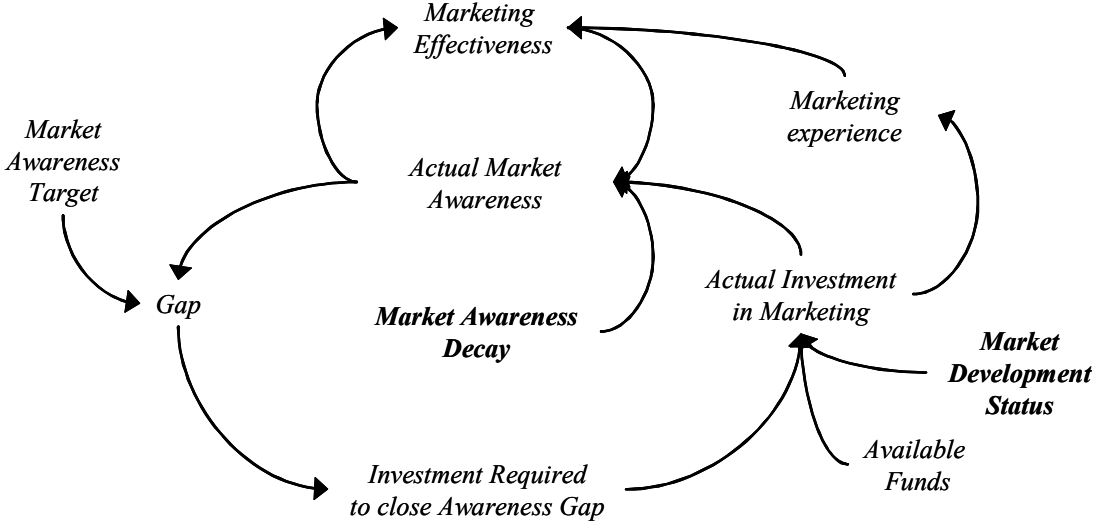 Marketing
Effectiveness
Marketing
experience
Market
Awareness
Target
Actual Market
Awareness
Gap
Actual Investment
in Marketing
Market Awareness
Decay
Market
Development
Status
Available
Funds
Investment Required
to close Awareness Gap